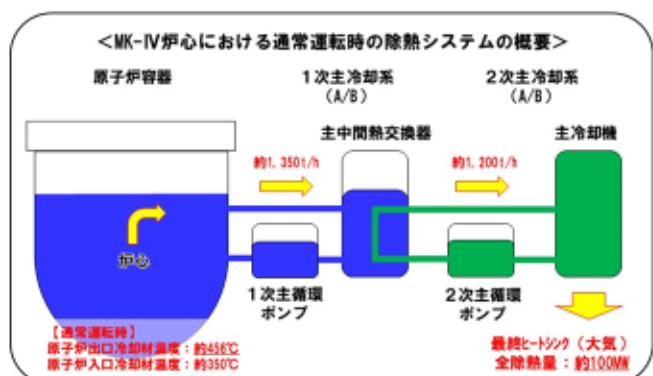 ＜MK-Ⅳ炉心における通常運転時の除熱システムの概要＞
原子炉容器
1次主冷却系
(A/B)
2次主冷却系
(A/B)
主中間熱交換器
主冷却機
約1,350t/h
約1,200t/h
炉心
1次主循環
ポンプ
2次主循環
ポンプ
【通常運転時】
原子炉出口冷却材温度：約456℃
原子炉入口冷却材温度：約350℃
最終ヒートシンク（大気）
全除熱量：約100MW